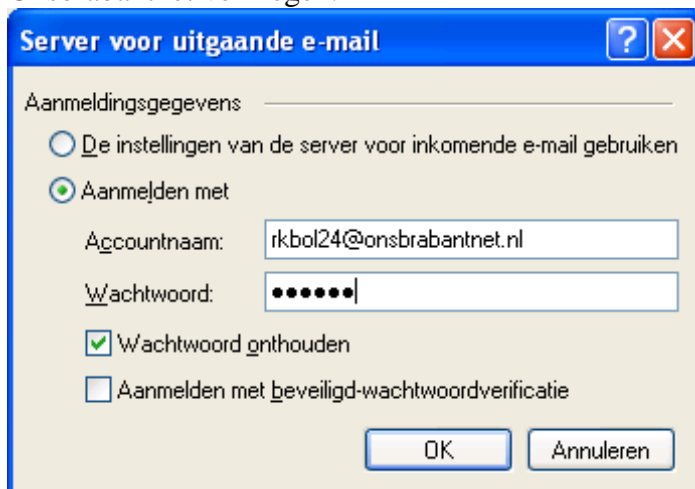 Server voor uitgaande e-mail
Aanmeldingsgegevens
De instellingen van de server voor inkomende e-mail gebruiken
Aanmelden met
Accountnaam: rkbol24@onsbrabantnet.nl
Wachtwoord: ●●●●●●
Wachtwoord onthouden
Aanmelden met beveiligd-wachtwoordverificatie
OK Annuleren